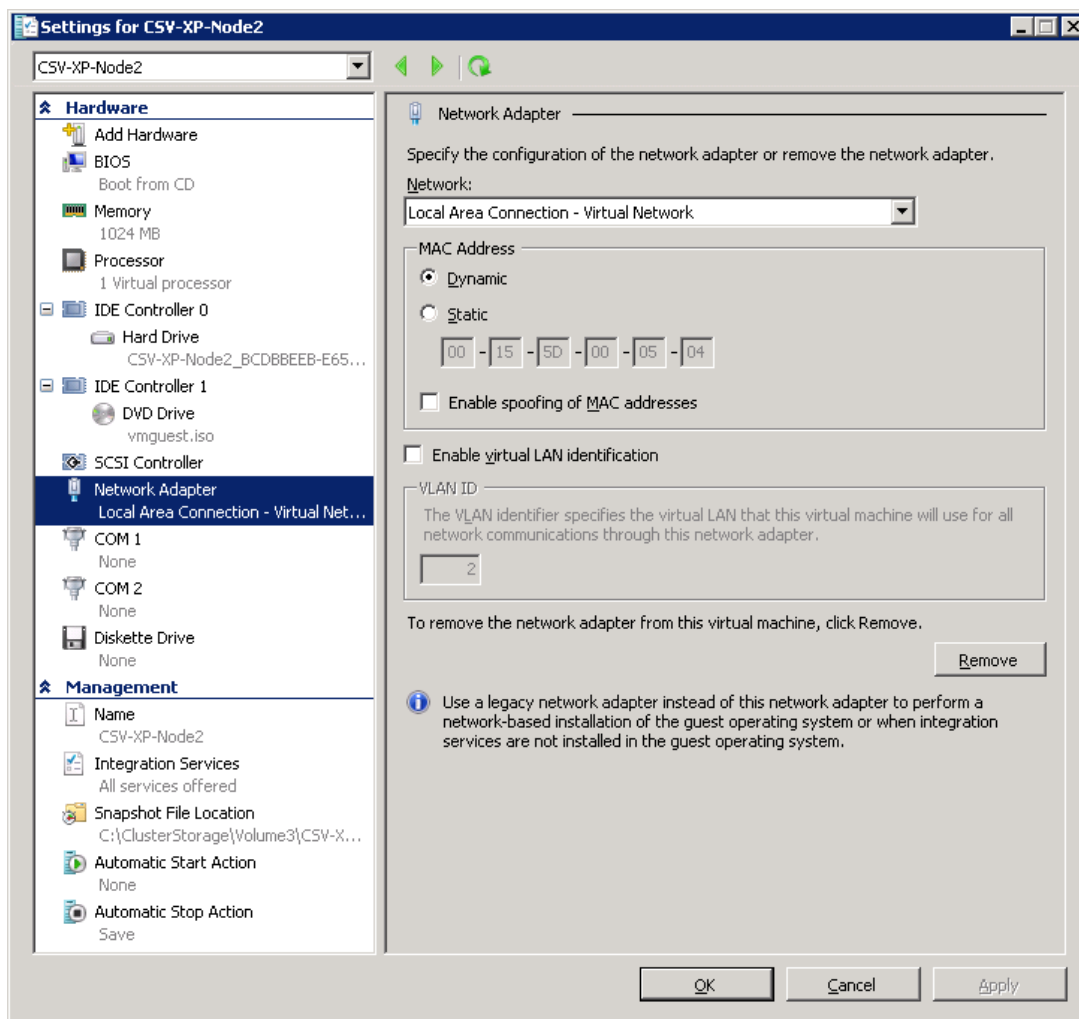 Settings for CSV-XP-Node2
CSV-XP-Node2
Hardware
Add Hardware
BIOS
Boot from CD
Memory
1024 MB
Processor
1 Virtual processor
IDE Controller 0
Hard Drive
CSV-XP-Node2_BCDBBEEB-E65...
IDE Controller 1
DVD Drive
vmguest.iso
SCSI Controller
Network Adapter
Local Area Connection - Virtual Net...
COM 1
None
COM 2
None
Diskette Drive
None
Management
Name
CSV-XP-Node2
Integration Services
All services offered
Snapshot File Location
C:\ClusterStorage\Volume3\CSV-X...
Automatic Start Action
None
Automatic Stop Action
Save
Network Adapter
Specify the configuration of the network adapter or remove the network adapter.
Network:
Local Area Connection - Virtual Network
MAC Address
Dynamic
Static
00 - 15 - 5D - 00 - 05 - 04
Enable spoofing of MAC addresses
Enable virtual LAN identification
VLAN ID
The VLAN identifier specifies the virtual LAN that this virtual machine will use for all
network communications through this network adapter.
2
To remove the network adapter from this virtual machine, click Remove.
Remove
Use a legacy network adapter instead of this network adapter to perform a
network-based installation of the guest operating system or when integration
services are not installed in the guest operating system.
OK
Cancel
Apply